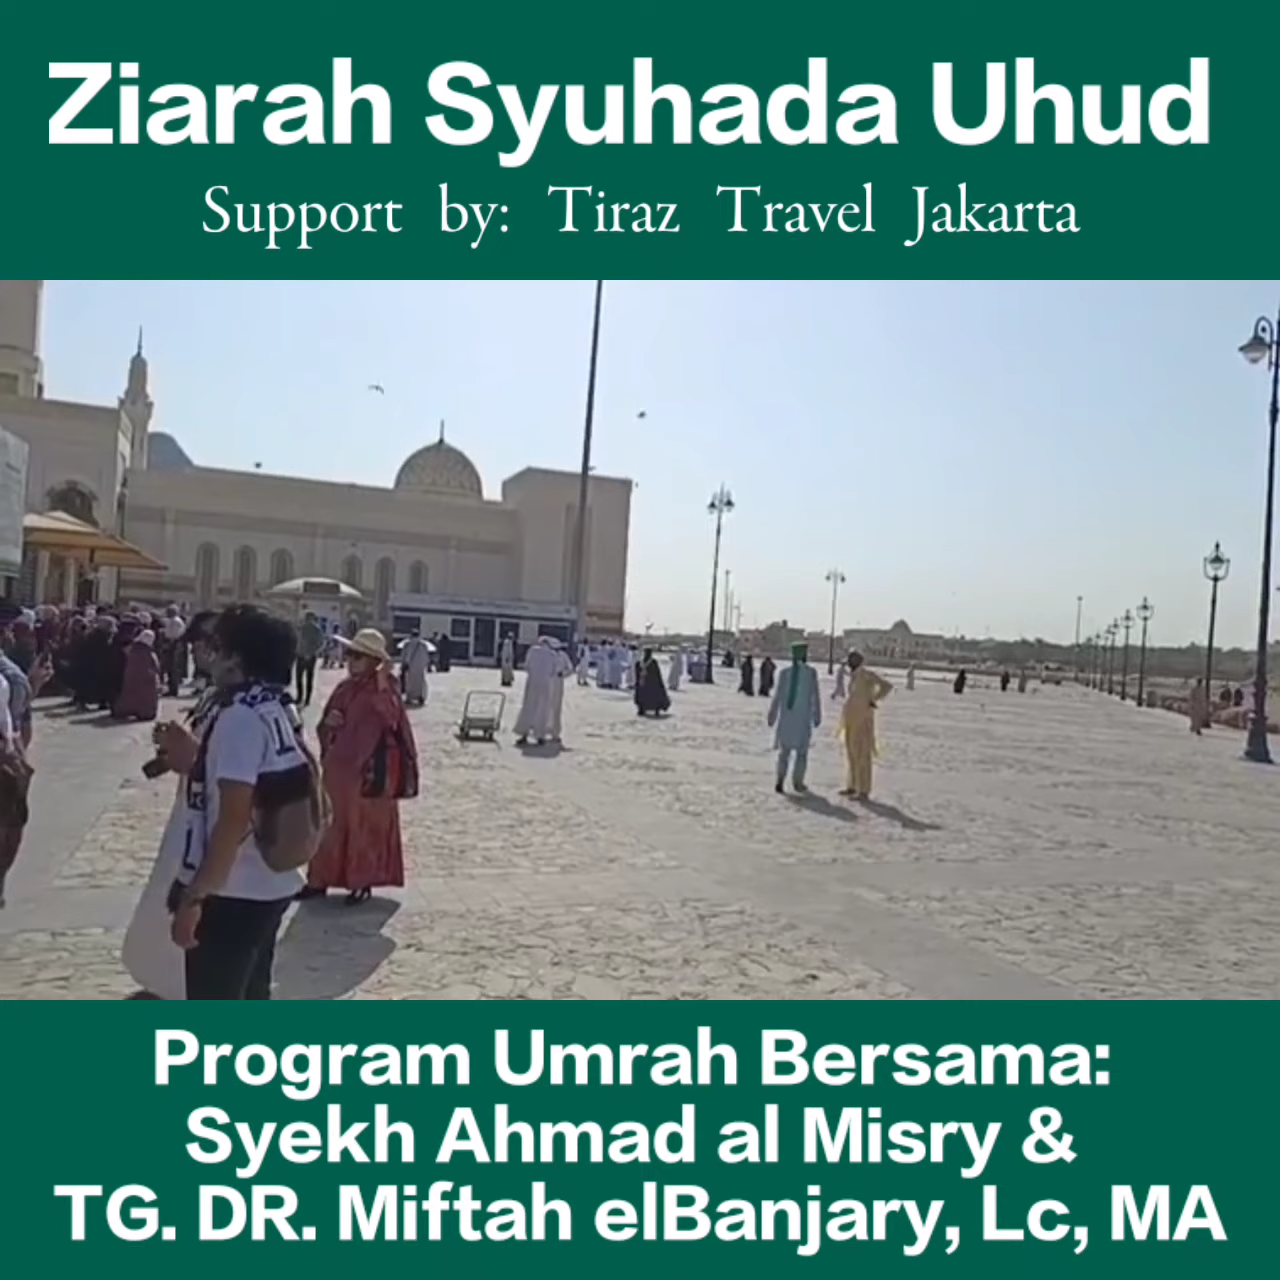 Ziarah Syuhada Uhud
Support by: Tiraz Travel Jakarta
Program Umrah Bersama:
Syekh Ahmad al Misry &
TG. DR. Miftah elBanjary, Lc, MA